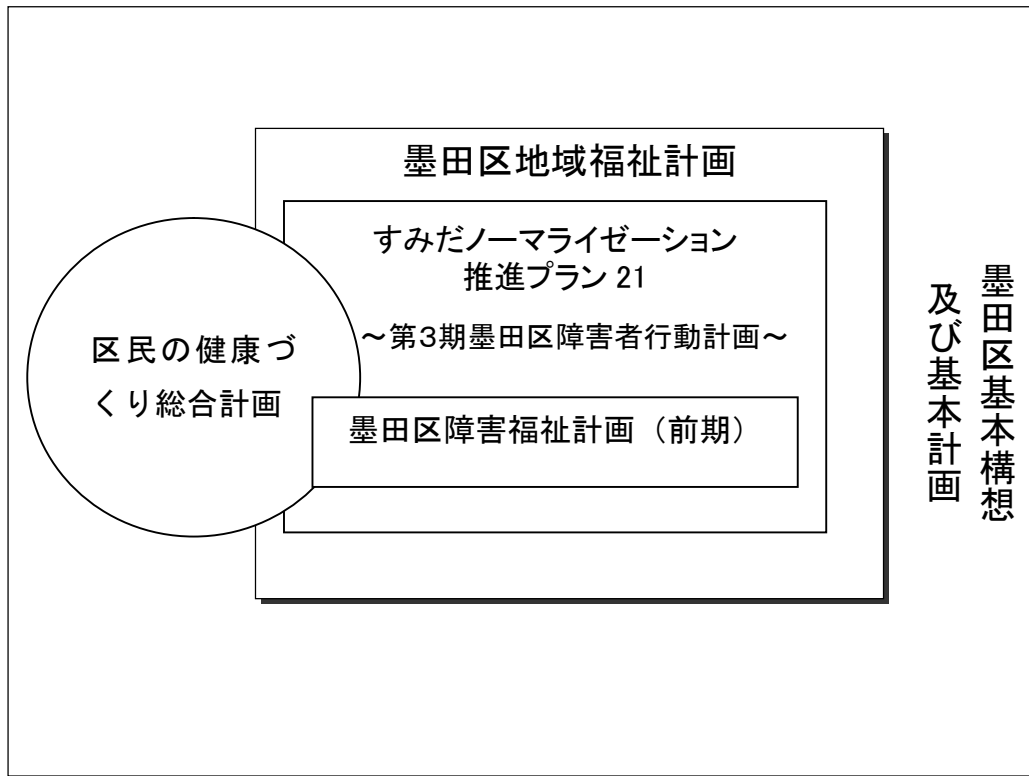 墨田区地域福祉計画
すみだノーマライゼーション
推進プラン 21
～第3期墨田区障害者行動計画～
墨田区障害福祉計画（前期）
区民の健康づ
くり総合計画
墨田区基本構想
及び基本計画